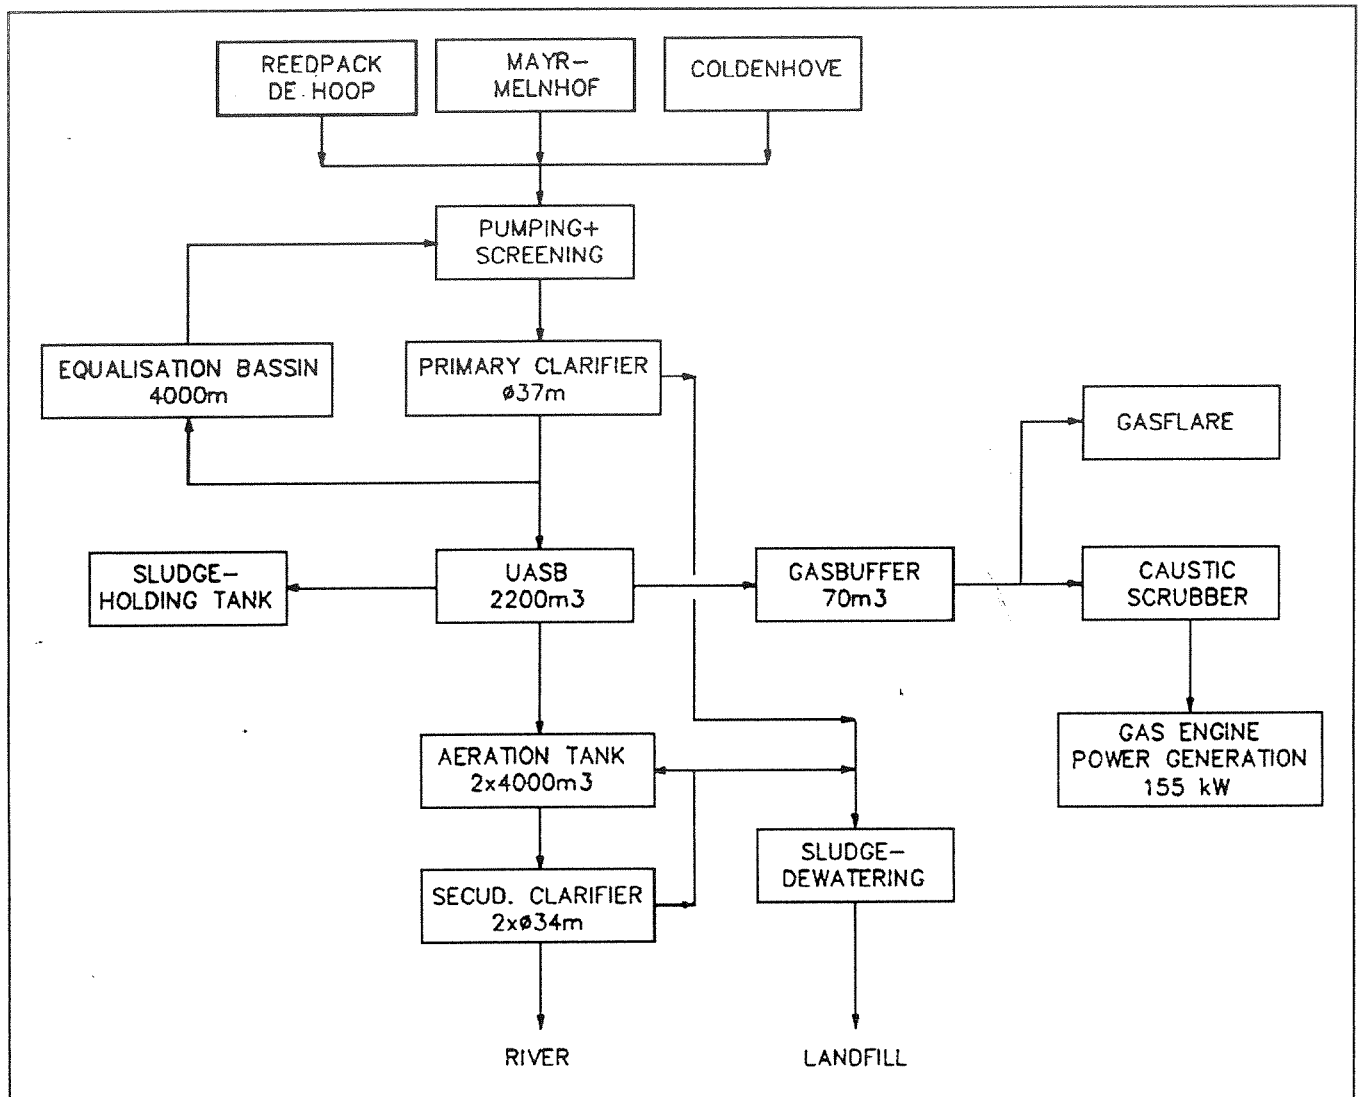 REEDPACK
DE HOOP
MAYR-
MELNHOF
COLDENHOVE
PUMPING+
SCREENING
EQUALISATION BASSIN
4000m
PRIMARY CLARIFIER
ø37m
GASFLARE
SLUDGE-
HOLDING TANK
UASB
2200m3
GASBUFFER
70m3
CAUSTIC
SCRUBBER
AERATION TANK
2x4000m3
GAS ENGINE
POWER GENERATION
155 kW
SLUDGE-
DEWATERING
SECUD. CLARIFIER
2xø34m
RIVER
LANDFILL